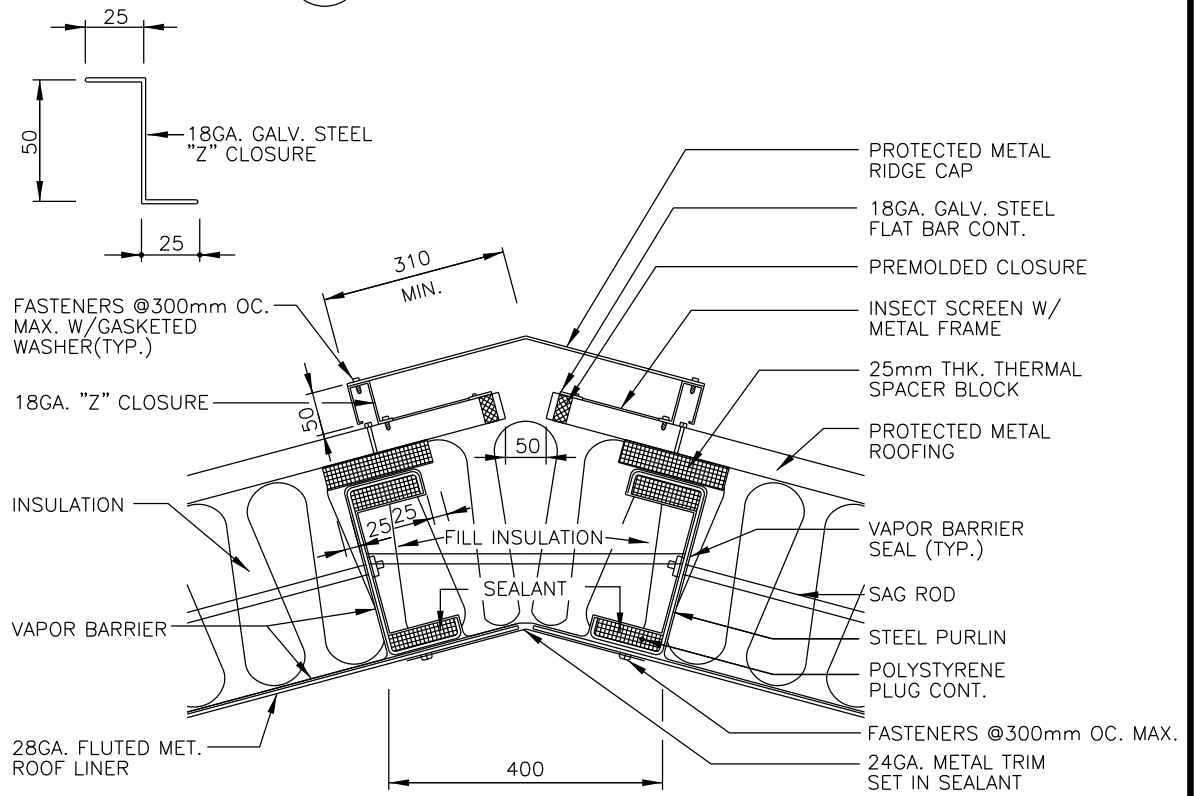 25
50
18GA. GALV. STEEL
"Z" CLOSURE
25
310
MIN.
FASTENERS @300mm OC.
MAX. W/GASKETED
WASHER(TYP.)
18GA. "Z" CLOSURE
50
50
INSULATION
25
25
FILL INSULATION
SEALANT
VAPOR BARRIER
28GA. FLUTED MET.
ROOF LINER
400
PROTECTED METAL
RIDGE CAP
18GA. GALV. STEEL
FLAT BAR CONT.
PREMOLDED CLOSURE
INSECT SCREEN W/
METAL FRAME
25mm THK. THERMAL
SPACER BLOCK
PROTECTED METAL
ROOFING
VAPOR BARRIER
SEAL (TYP.)
SAG ROD
STEEL PURLIN
POLYSTYRENE
PLUG CONT.
FASTENERS @300mm OC. MAX.
24GA. METAL TRIM
SET IN SEALANT